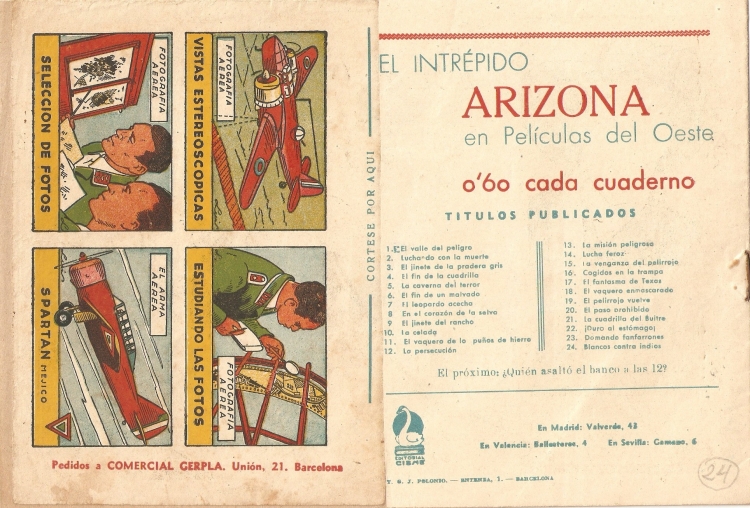 FOTOGRAFIA
AEREA
SELECCION DE FOTOS
FOTOGRAFIA
AEREA
VISTAS ESTEREOSCOPICAS
EL ARMA
AEREA
SPARTAN MEJICO
FOTOGRAFIA
AEREA
ESTUDIANDO LAS FOTOS
Pedidos a COMERCIAL GERPLA. Unión, 21. Barcelona
CORTESE POR AQUI
EL INTRÉPIDO
ARIZONA
en Películas del Oeste
o'6o cada cuaderno
TITULOS PUBLICADOS
1. El valle del peligro
2. Luchando con la muerte
3. El jinete de la pradera gris
4. El fin de la cuadrilla
5. La caverna del terror
6. El fin de un malvado
7. El leopardo acecha
8. En el corazón de la selva
9. El jinete del rancho
10. La celada
11. El vaquero de la puños de hierro
12. La persecución
13. La misión peligrosa
14. Lucha feroz
15. La venganza del pelirrojo
16. Cogidos en la trampa
17. El fantasma de Texas
18. El vaquero enmascarado
19. El pelirrojo vuelve
20. El paso prohibido
21. La cuadrilla del Buitre
22. ¡Duro al estómago!
23. Domando fanfarrones
24. Blancos contra indios
El próximo: ¿Quién asaltó el banco a las 12?
EDITORIAL
CISNE
En Madrid: Valverde, 43
En Valencia: Ballesteros, 4 En Sevilla: Gamazo, 6
T. G. J. POLONIO. — ENTENZA, 1. — BARCELONA
24